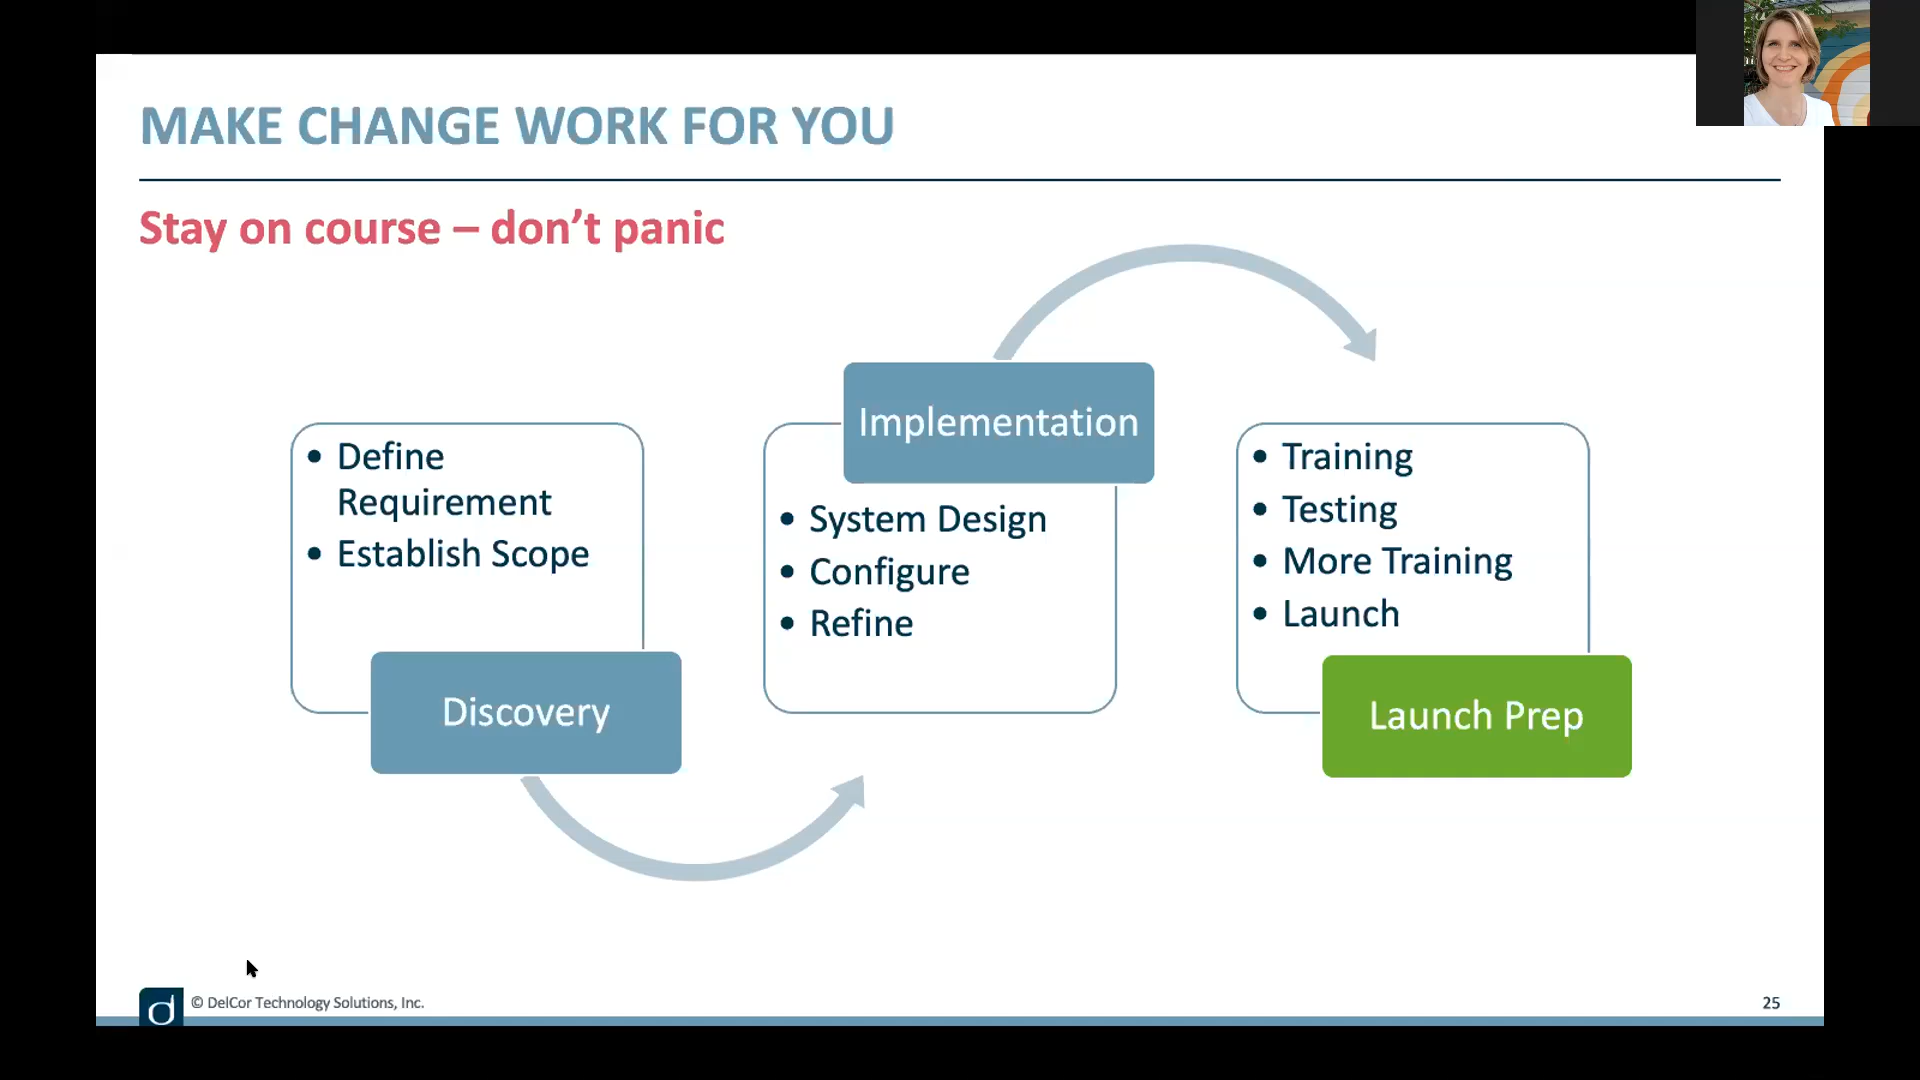 MAKE CHANGE WORK FOR YOU
Stay on course – don’t panic
• Define
Requirement
• Establish Scope
Discovery
Implementation
• System Design
• Configure
• Refine
• Training
• Testing
• More Training
• Launch
Launch Prep
d
© DelCor Technology Solutions, Inc.
25